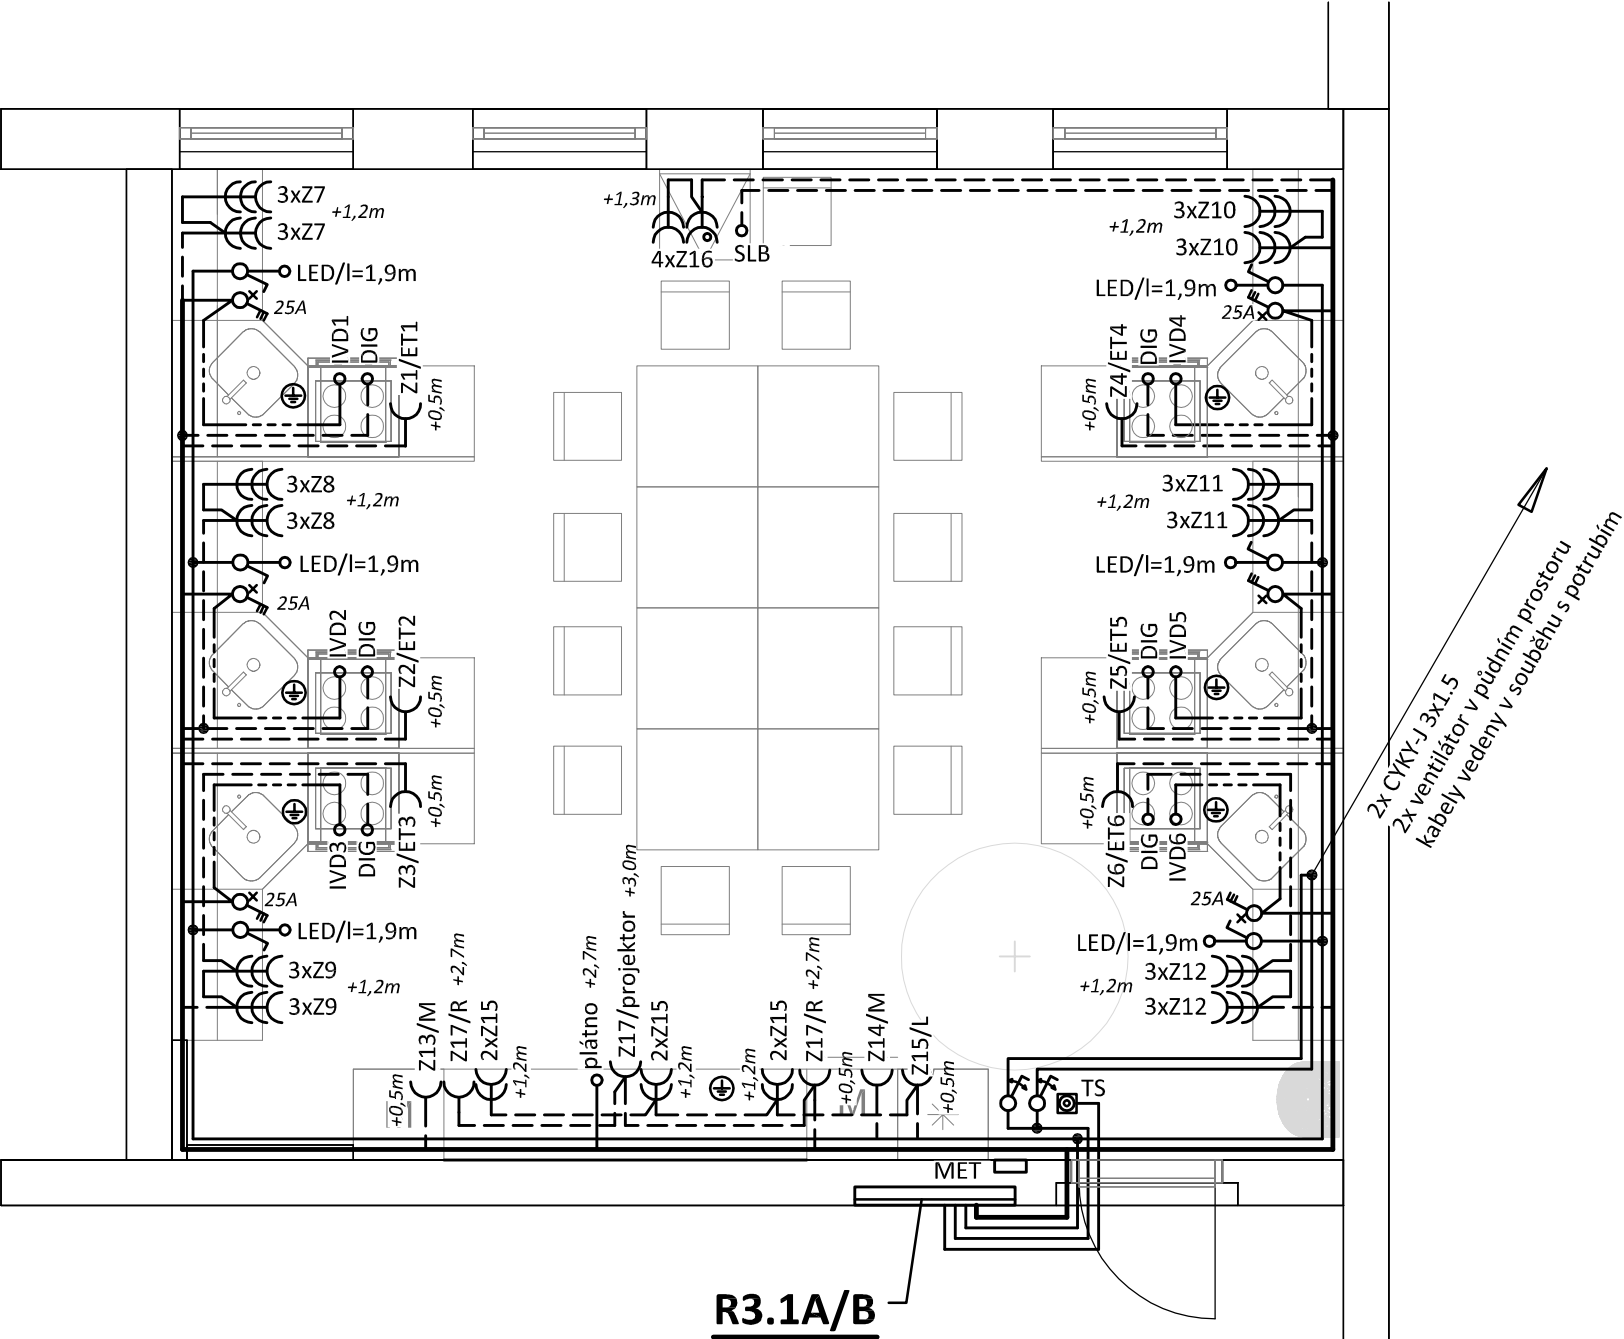 3xZ7
+1,2m
3xZ7
LED/l=1,9m
25A
IVD1
DIG
Z1/ET1
+0,5m
+1,3m
4xZ16
SLB
3xZ10
+1,2m
3xZ10
LED/l=1,9m
25A
+0,5m
Z4/ET4
DIG
IVD4
3xZ8
+1,2m
3xZ8
LED/l=1,9m
25A
IVD2
DIG
Z2/ET2
+0,5m
3xZ11
+1,2m
3xZ11
LED/l=1,9m
+0,5m
Z5/ET5
DIG
IVD5
2x CYKY-J 3x1.5
2x ventilátor v půdním prostoru
kabely vedeny v souběhu s potrubím
IVD3
DIG
Z3/ET3
+0,5m
25A
LED/l=1,9m
3xZ9
+1,2m
3xZ9
+0,5m
Z6/ET6
DIG
IVD6
25A
LED/l=1,9m
3xZ12
+1,2m
3xZ12
+0,5m
Z13/M
Z17/R +2,7m
2xZ15
+1,2m
plátno +2,7m
Z17/projektor +3,0m
2xZ15
+1,2m
+1,2m
2xZ15
Z17/R +2,7m
+0,5m
Z14/M
Z15/L
+0,5m
M
M
TS
MET
R3.1A/B